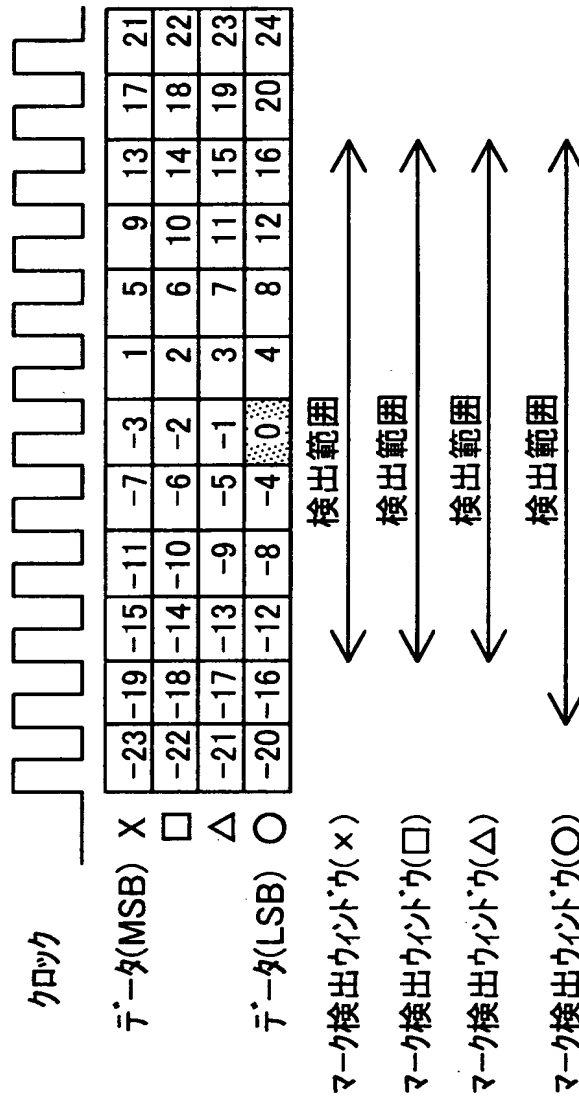 クロック
データ(MSB) × -23 -19 -15 -11 -7 -3 1 5 9 13 17 21
□ -22 -18 -14 -10 -6 -2 2 6 10 14 18 22
△ -21 -17 -13 -9 -5 -1 3 7 11 15 19 23
データ(LSB) ○ -20 -16 -12 -8 -4 0 4 8 12 16 20 24
マーク検出ウィンドウ(×) 検出範囲
マーク検出ウィンドウ(□) 検出範囲
マーク検出ウィンドウ(△) 検出範囲
マーク検出ウィンドウ(○) 検出範囲